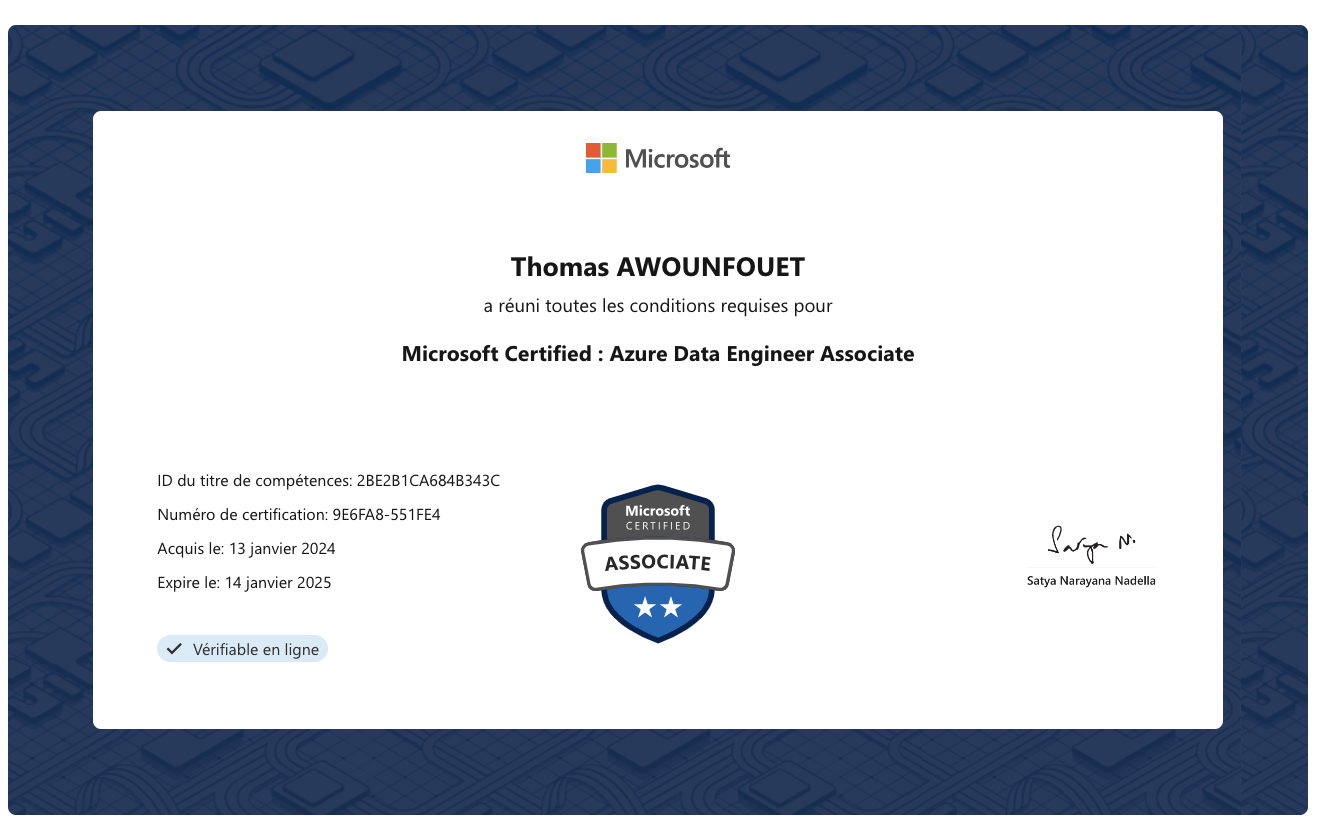 Microsoft
Thomas AWOUNFOUET
a réuni toutes les conditions requises pour
Microsoft Certified : Azure Data Engineer Associate
ID du titre de compétences: 2BE2B1CA684B343C
Numéro de certification: 9E6FA8-551FE4
Acquis le: 13 janvier 2024
Expire le: 14 janvier 2025
Vérifiable en ligne
Microsoft
CERTIFIED
ASSOCIATE
Satya N.
Satya Narayana Nadella